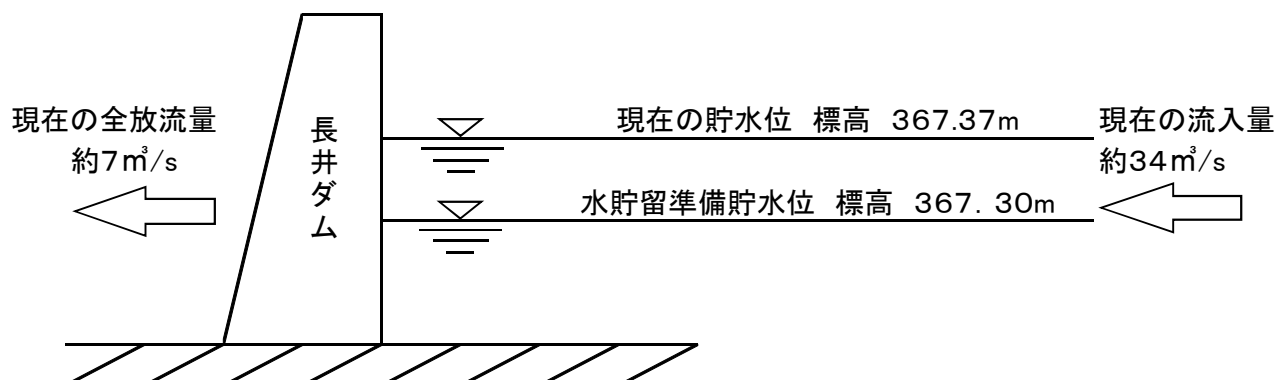 現在の全放流量
約7㎥/s
長井ダム
現在の貯水位 標高 367.37m
水貯留準備貯水位 標高 367. 30m
現在の流入量
約34㎥/s